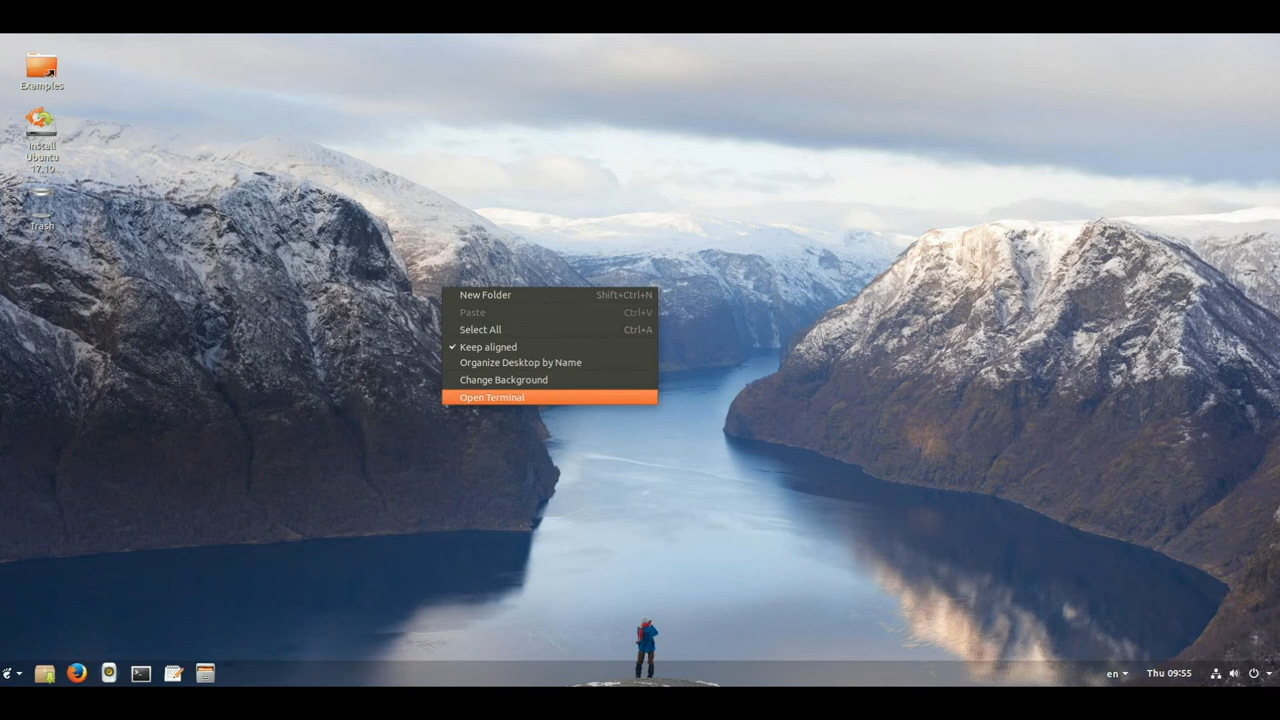 Examples
Install
Ubuntu
17.10
Trash
New Folder Shift+Ctrl+N
Paste Ctrl+V
Select All Ctrl+A
Keep aligned
Organize Desktop by Name
Change Background
Open Terminal
en Thu 09:55